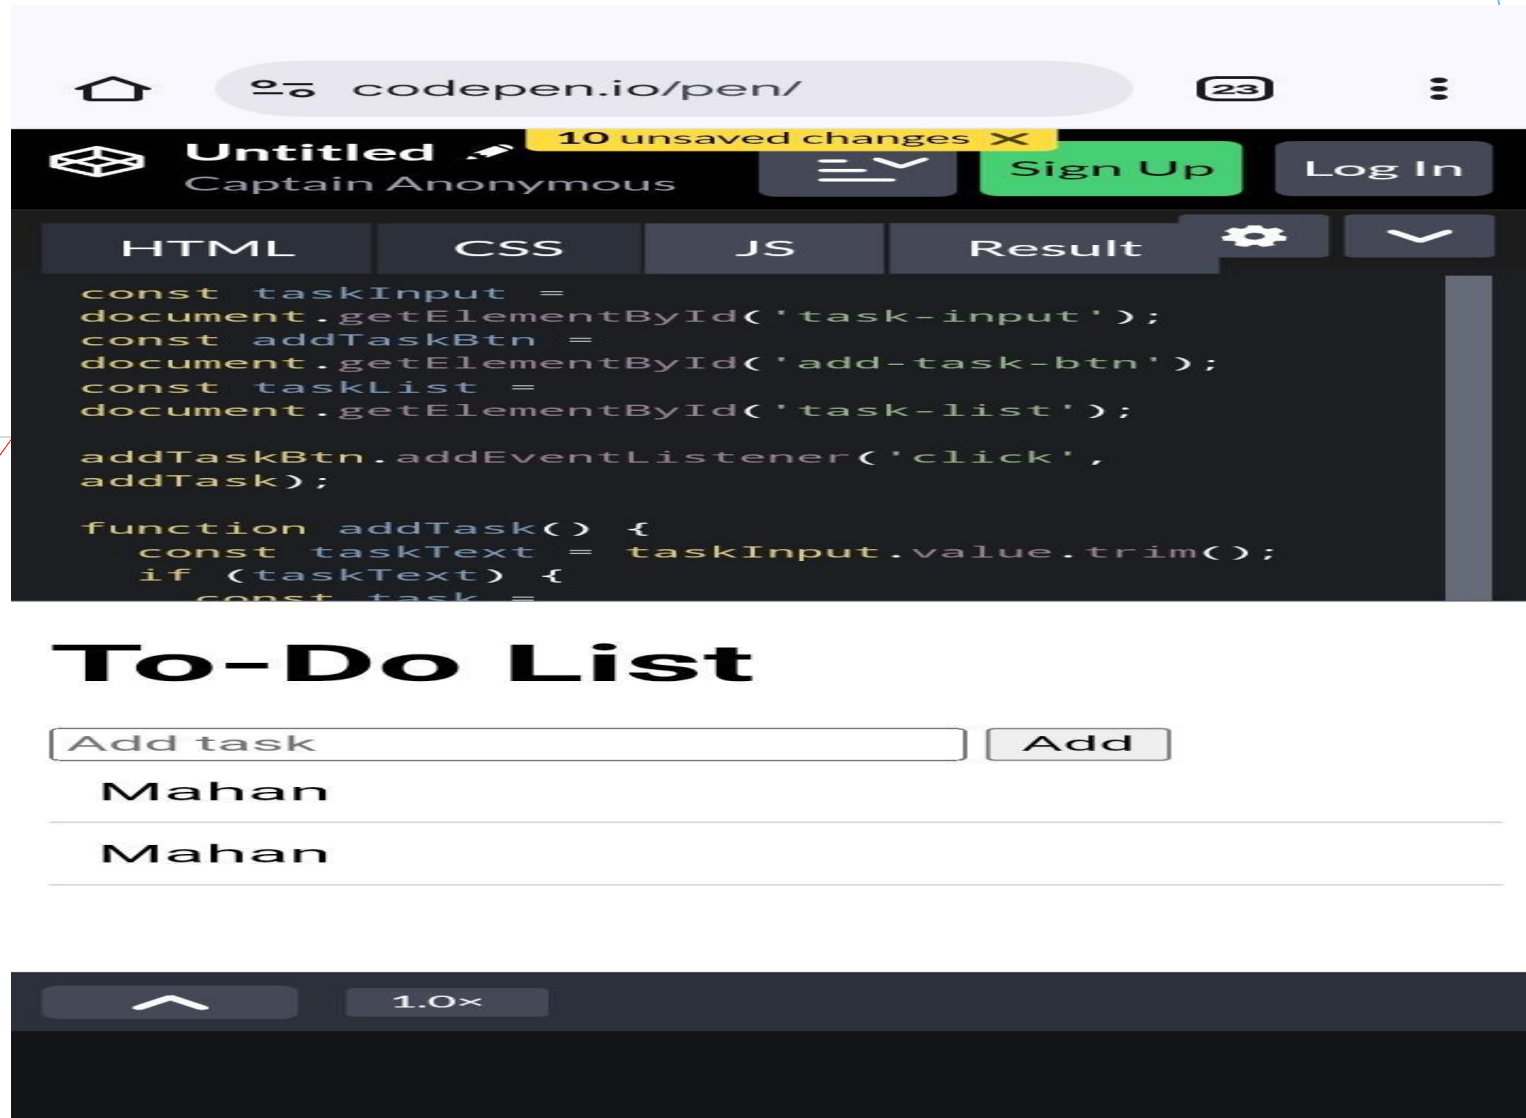 codepen.io/pen/
23
10 unsaved changes X
Untitled
Captain Anonymous
Sign Up
Log In
HTML CSS JS Result
const taskInput =
document.getElementById('task-input');
const addTaskBtn =
document.getElementById('add-task-btn');
const taskList =
document.getElementById('task-list');
addTaskBtn.addEventListener('click',
addTask);
function addTask() {
const taskText = taskInput.value.trim();
if (taskText) {
const task =
To-Do List
Add task Add
Mahan
Mahan
1.0×